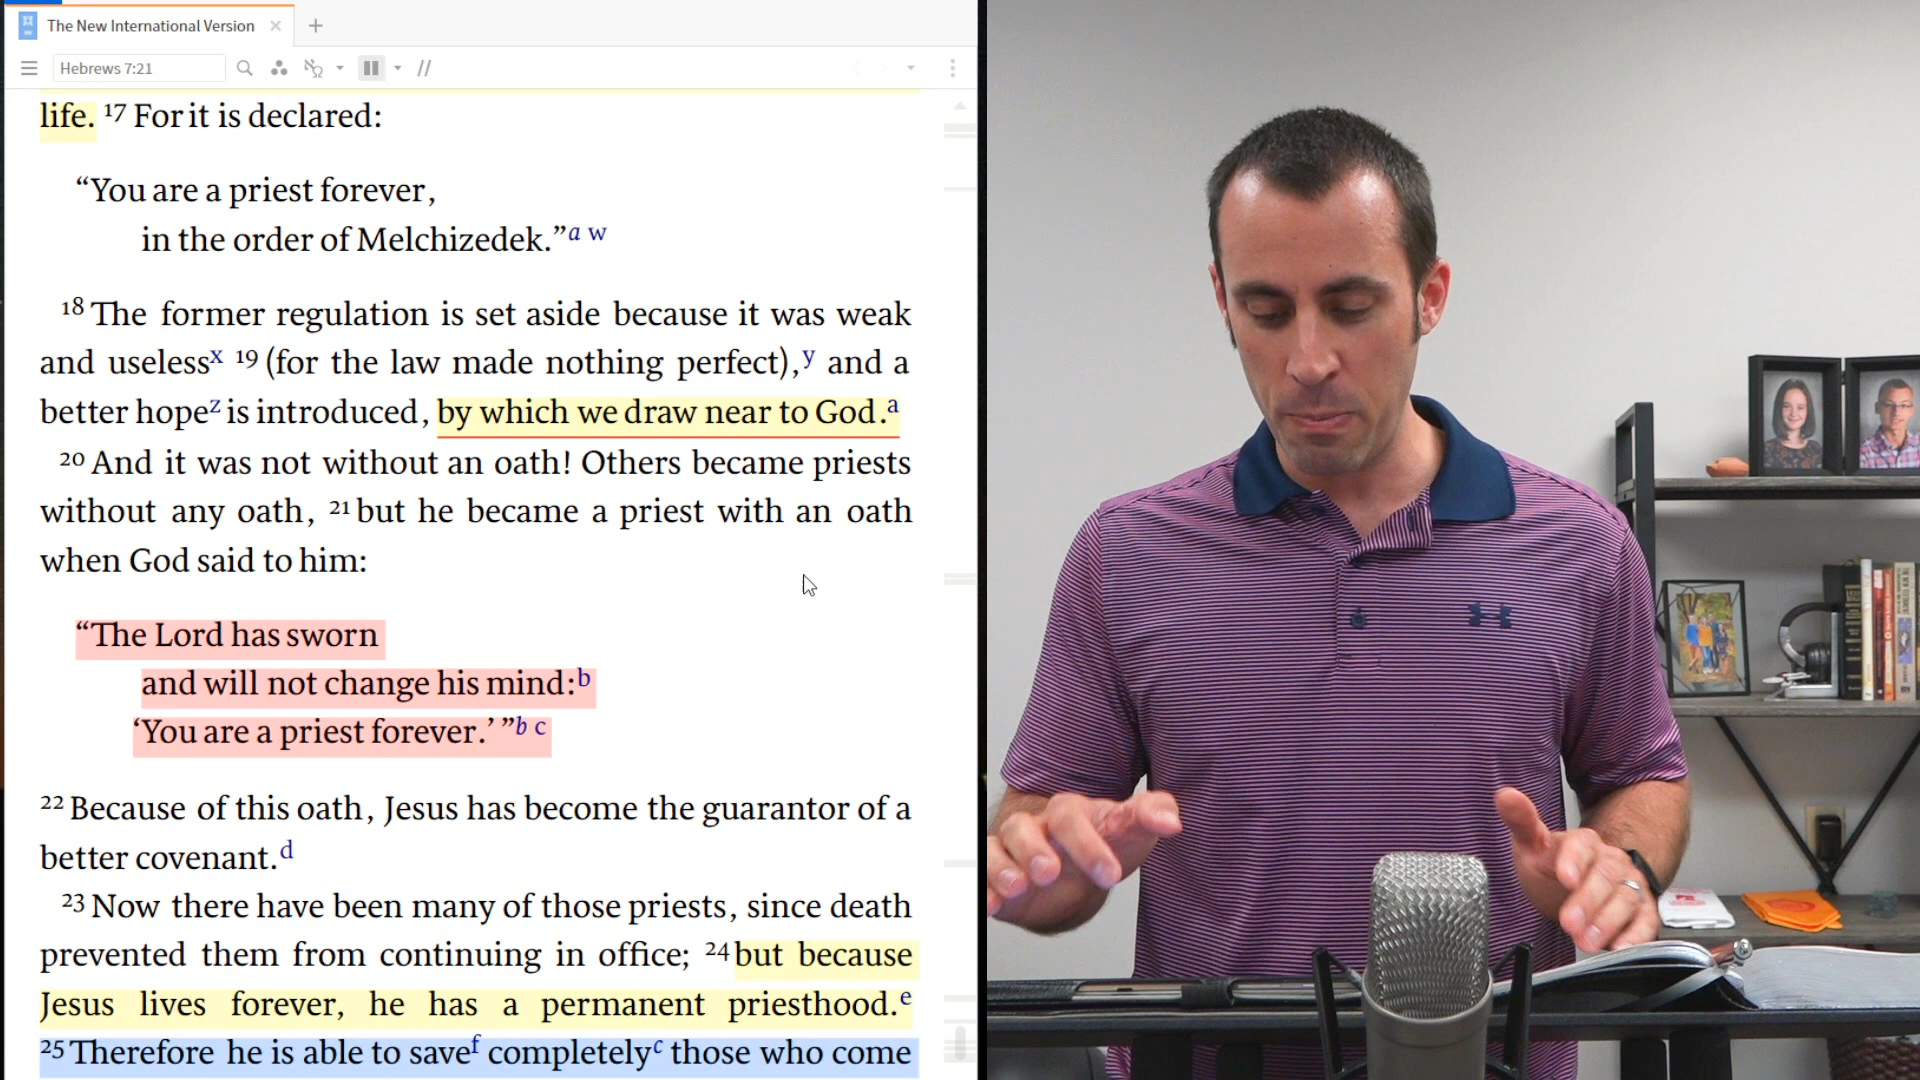 The New International Version
Hebrews 7:21
life. 17 For it is declared:
“You are a priest forever,
in the order of Melchizedek.”a w
18 The former regulation is set aside because it was weak
and uselessx 19 (for the law made nothing perfect),y and a
better hopez is introduced, by which we draw near to God.a
20 And it was not without an oath! Others became priests
without any oath, 21 but he became a priest with an oath
when God said to him:
“The Lord has sworn
and will not change his mind:b
‘You are a priest forever.’ ”b c
22 Because of this oath, Jesus has become the guarantor of a
better covenant.d
23 Now there have been many of those priests, since death
prevented them from continuing in office; 24 but because
Jesus lives forever, he has a permanent priesthood.e
25 Therefore he is able to savef completelyc those who come